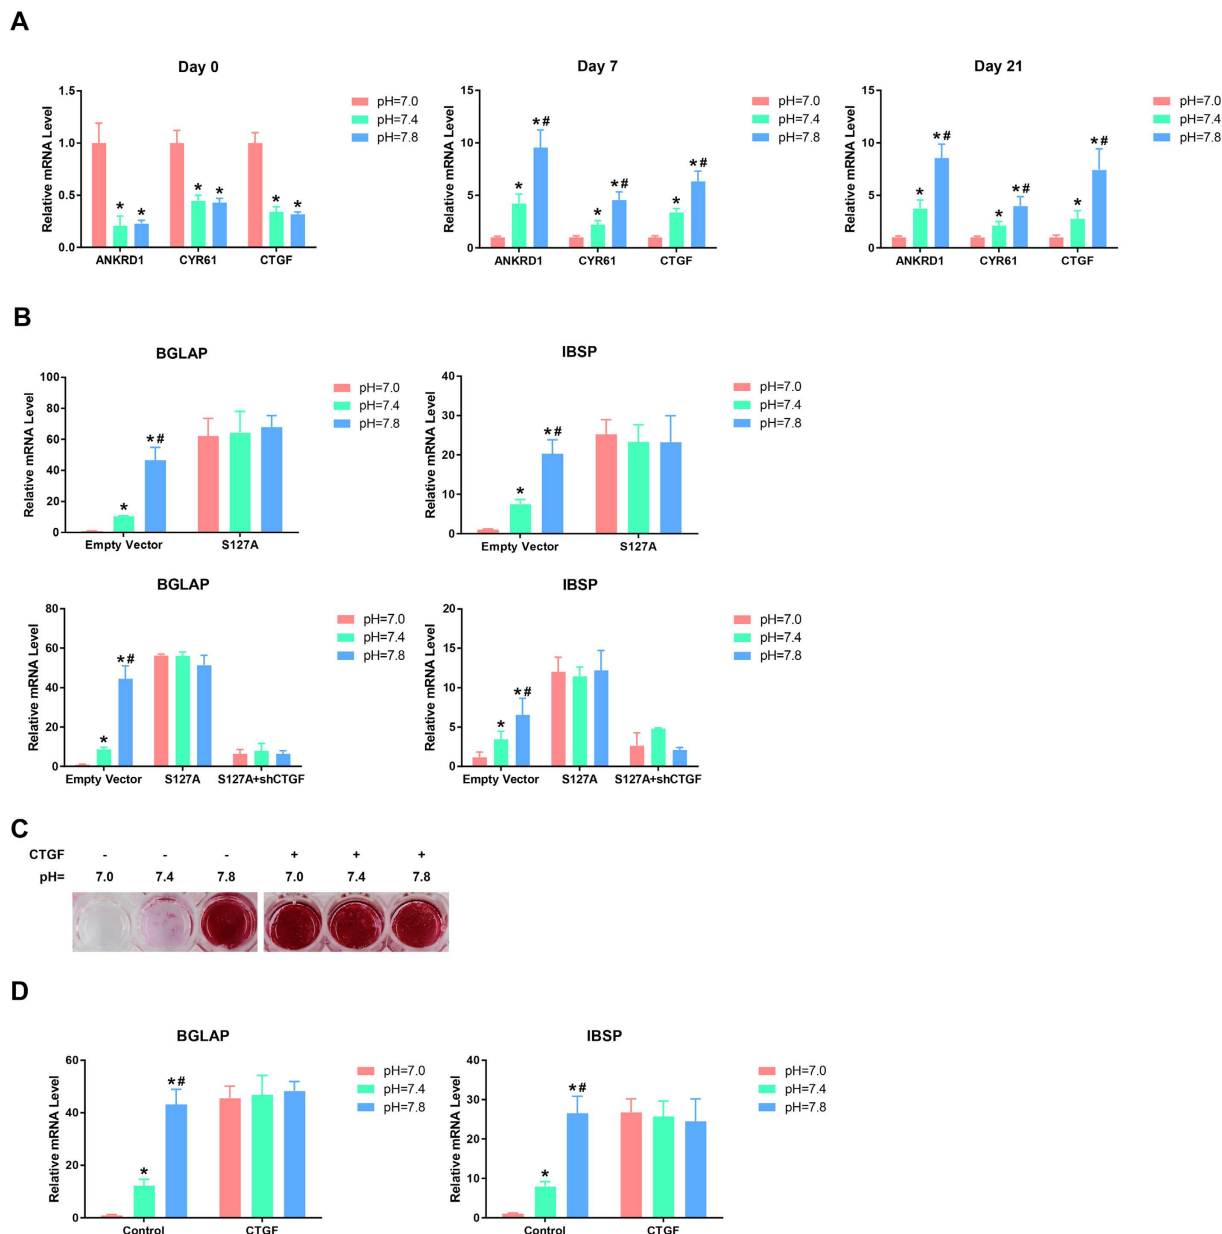 A
Day 0
Relative mRNA Level
1.5
1.0
0.5
0.0
ANKRD1 CYR61 CTGF
pH=7.0
pH=7.4
pH=7.8
* * * * * *
Day 7
Relative mRNA Level
15
10
5
0
ANKRD1 CYR61 CTGF
pH=7.0
pH=7.4
pH=7.8
* *# * *# * *#
Day 21
Relative mRNA Level
15
10
5
0
ANKRD1 CYR61 CTGF
pH=7.0
pH=7.4
pH=7.8
* *# * *# * *#
B
BGLAP
Relative mRNA Level
100
80
60
40
20
0
Empty Vector S127A
pH=7.0
pH=7.4
pH=7.8
* *#
IBSP
Relative mRNA Level
40
30
20
10
0
Empty Vector S127A
pH=7.0
pH=7.4
pH=7.8
* *#
BGLAP
Relative mRNA Level
80
60
40
20
0
Empty Vector S127A S127A+shCTGF
pH=7.0
pH=7.4
pH=7.8
* *#
IBSP
Relative mRNA Level
20
15
10
5
0
Empty Vector S127A S127A+shCTGF
pH=7.0
pH=7.4
pH=7.8
* *#
C
CTGF - - - + + +
pH= 7.0 7.4 7.8 7.0 7.4 7.8
D
BGLAP
Relative mRNA Level
60
40
20
0
Control CTGF
pH=7.0
pH=7.4
pH=7.8
* *#
IBSP
Relative mRNA Level
40
30
20
10
0
Control CTGF
pH=7.0
pH=7.4
pH=7.8
* *#